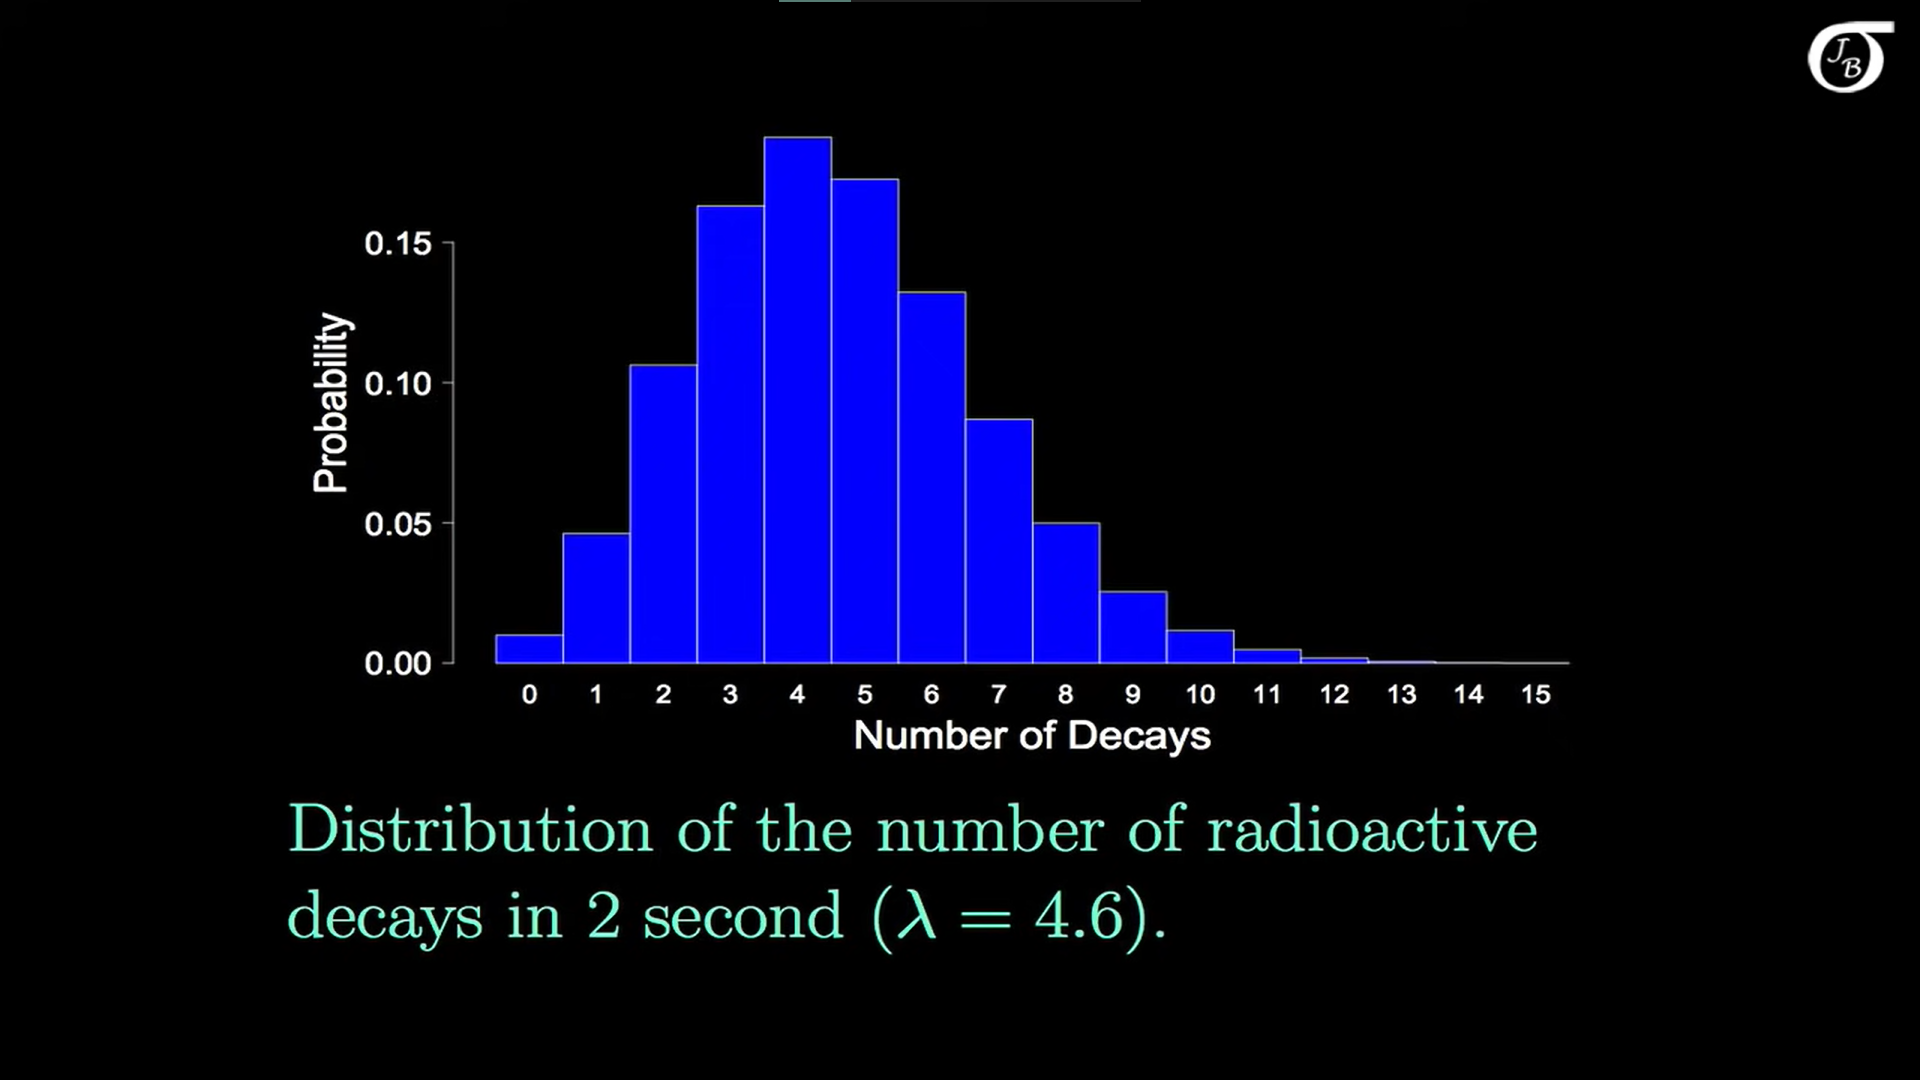 JB
0.15
0.10
0.05
0.00
Probability
0 1 2 3 4 5 6 7 8 9 10 11 12 13 14 15
Number of Decays
Distribution of the number of radioactive
decays in 2 second (λ = 4.6).